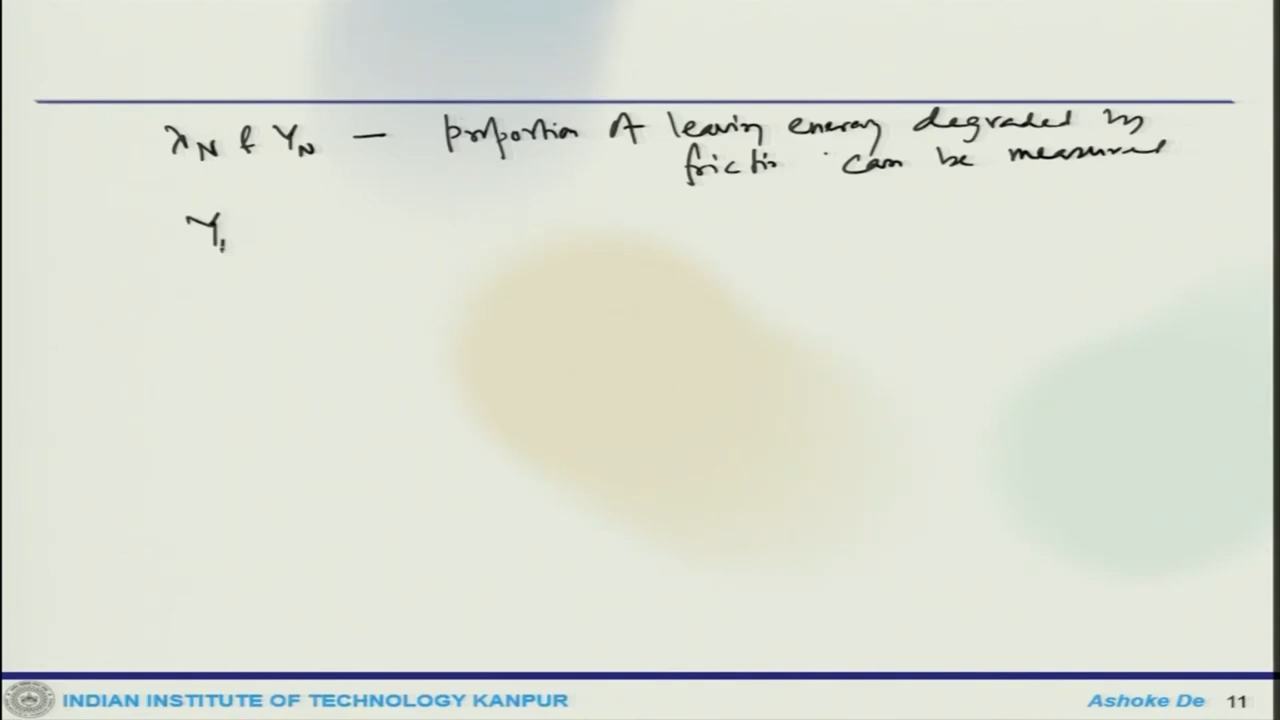 λN & YN — proportion of leaving energy degraded by
friction can be measured
Y1
INDIAN INSTITUTE OF TECHNOLOGY KANPUR
Ashoke De 11